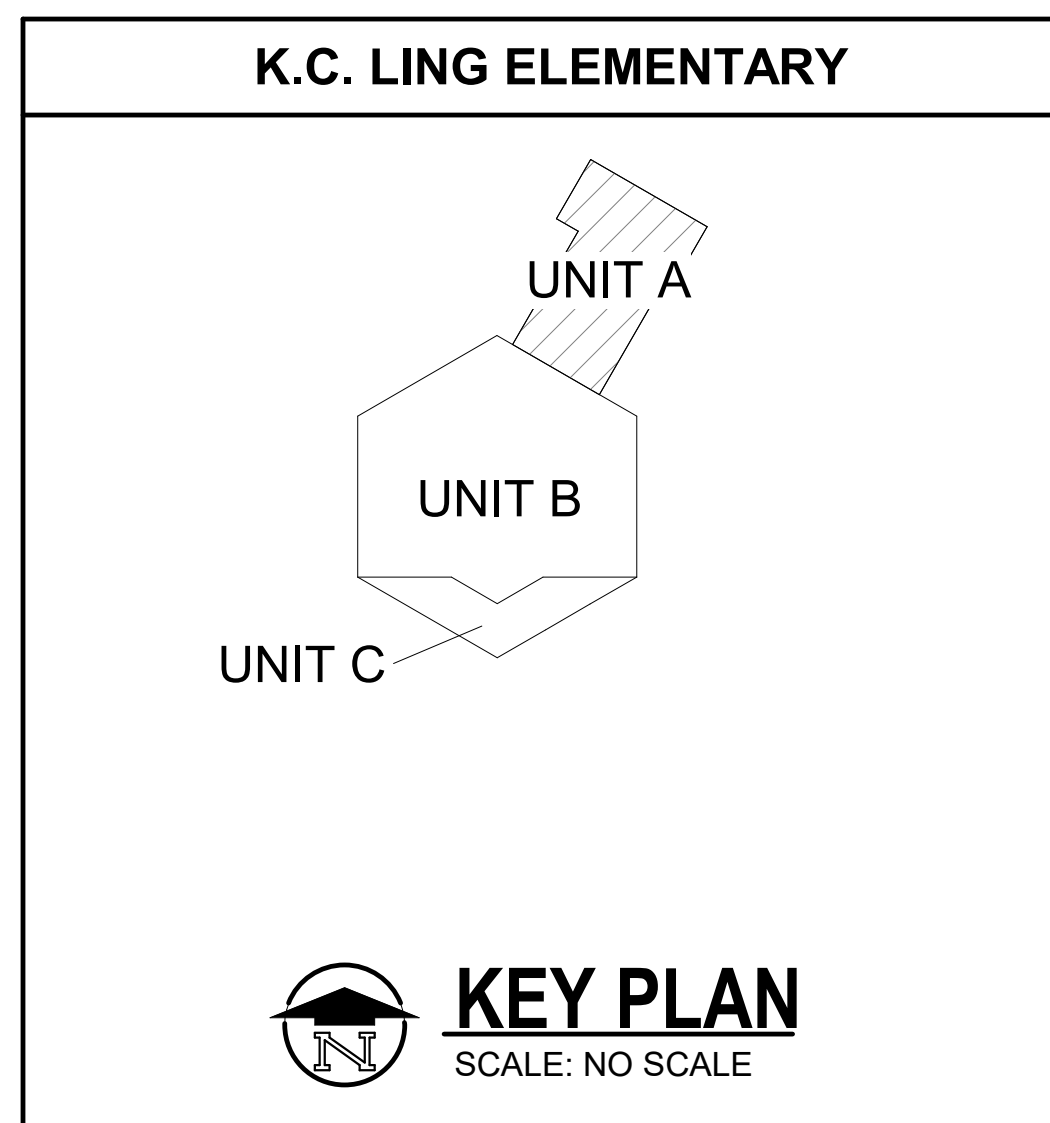 K.C. LING ELEMENTARY
UNIT A
UNIT B
UNIT C
N
KEY PLAN
SCALE: NO SCALE